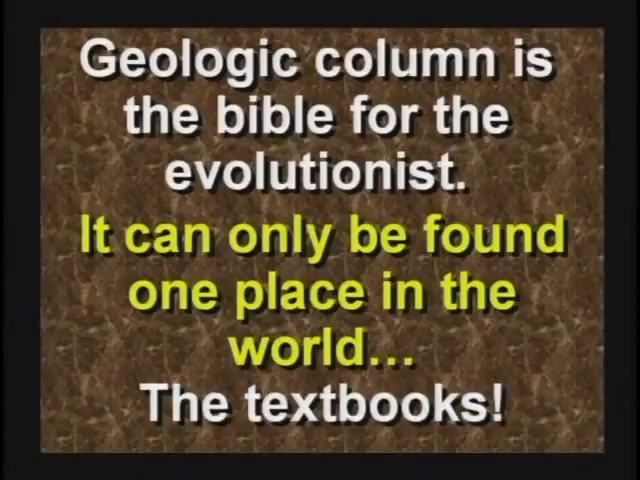 Geologic column is
the bible for the
evolutionist.
It can only be found
one place in the
world...
The textbooks!